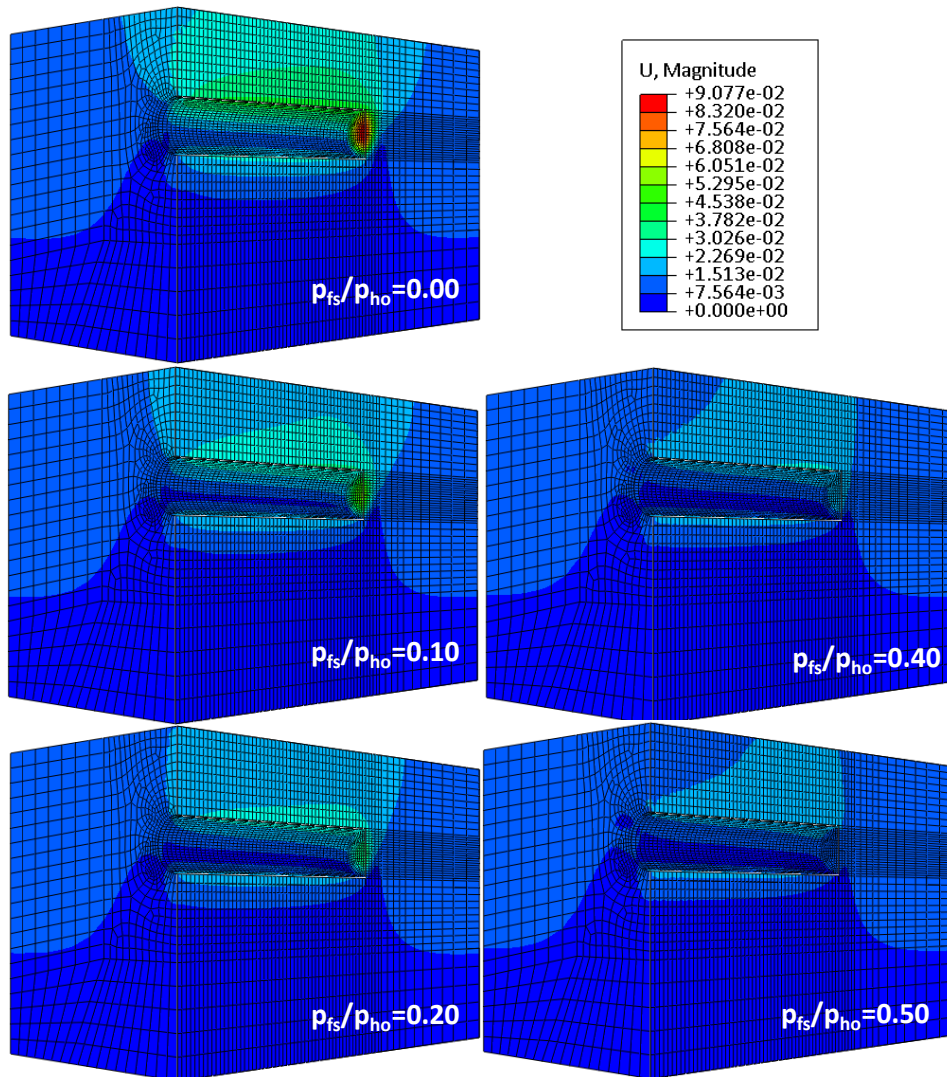 U, Magnitude
+9.077e-02
+8.320e-02
+7.564e-02
+6.808e-02
+6.051e-02
+5.295e-02
+4.538e-02
+3.782e-02
+3.026e-02
+2.269e-02
+1.513e-02
+7.564e-03
+0.000e+00
pfs/pho=0.00
pfs/pho=0.10
pfs/pho=0.40
pfs/pho=0.20
pfs/pho=0.50